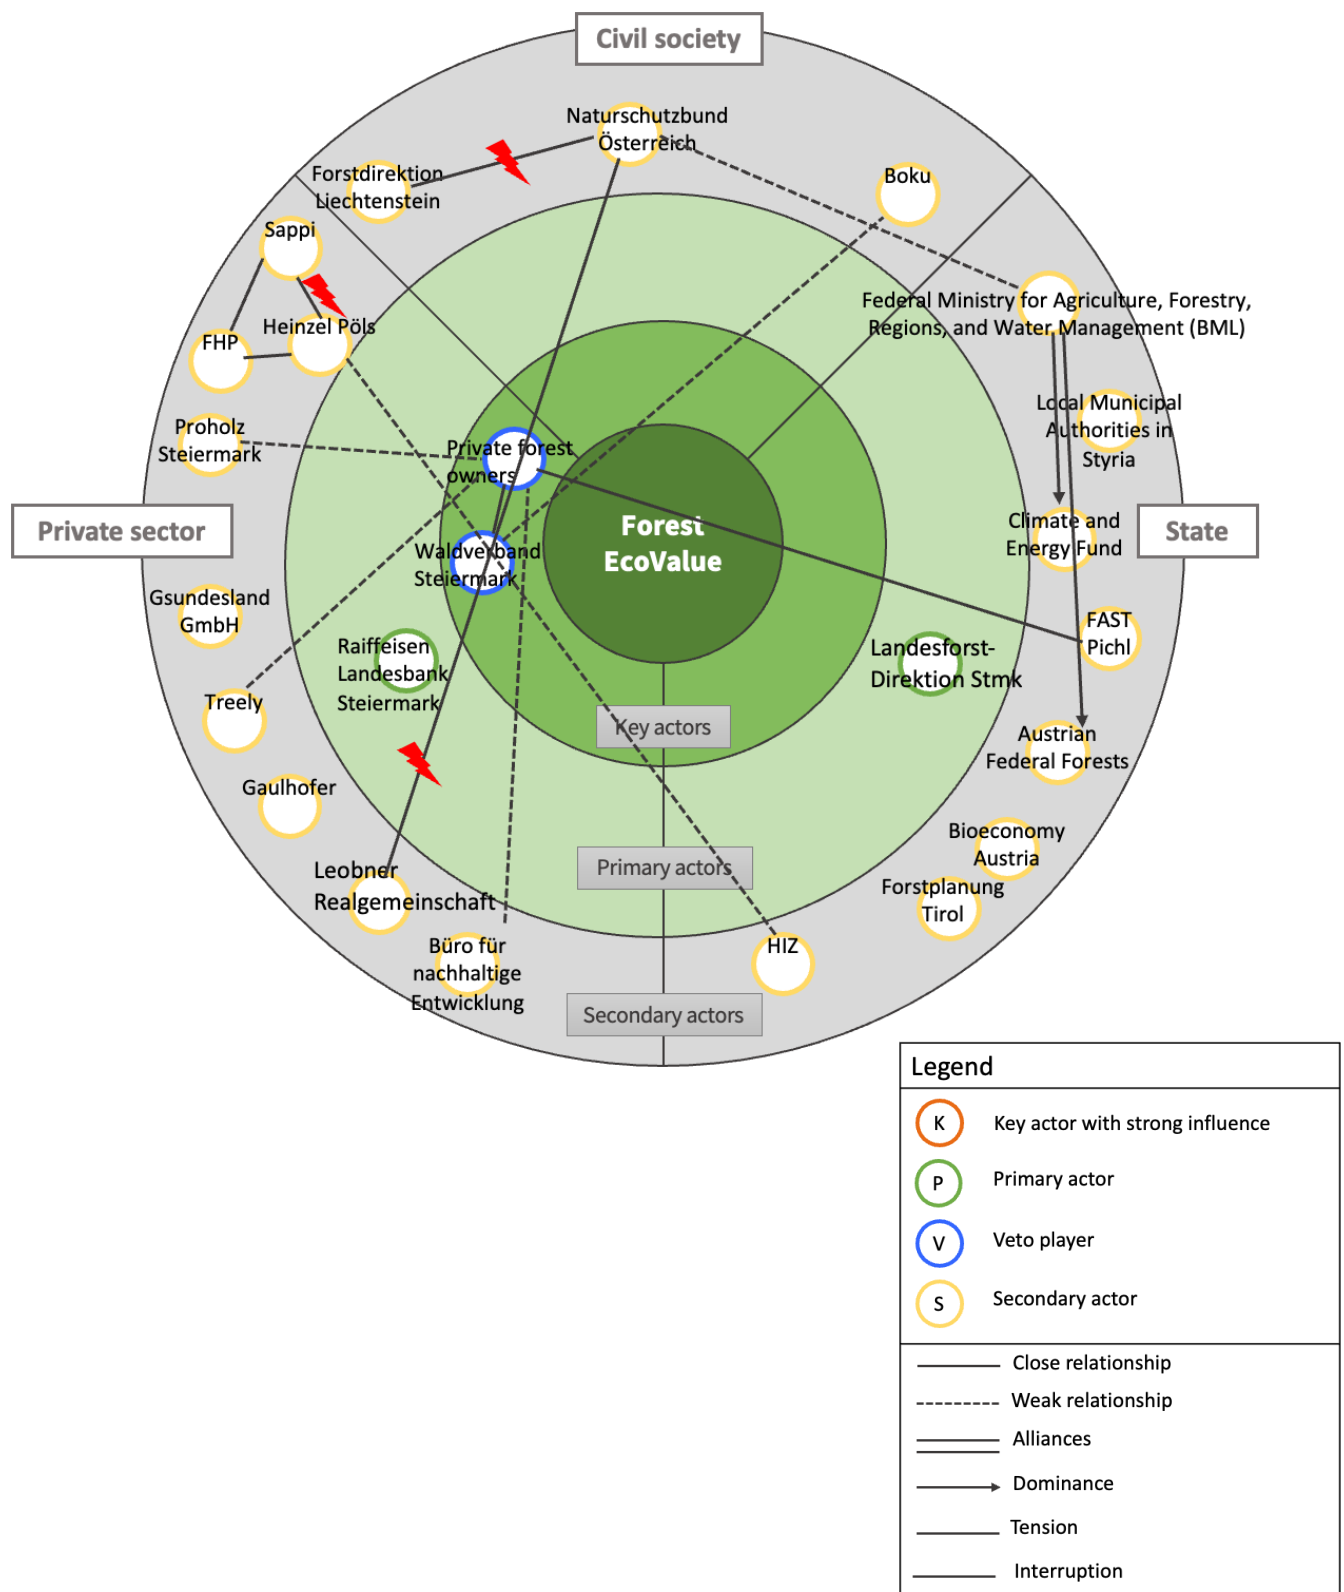 Civil society
Naturschutzbund
Österreich
Forstdirektion
Liechtenstein
Boku
Sappi
Federal Ministry for Agriculture, Forestry,
Regions, and Water Management (BML)
Heinzel Pöls
FHP
Local Municipal
Authorities in
Styria
Proholz
Steiermark
Private forest
owners
Private sector
Forest
EcoValue
State
Climate and
Energy Fund
Waldverband
Steiermark
Gsundesland
GmbH
FAST
Pichl
Raiffeisen
Landesbank
Steiermark
Landesforst-
Direktion Stmk
Treely
Key actors
Austrian
Federal Forests
Gaulhofer
Bioeconomy
Austria
Primary actors
Leobner
Realgemeinschaft
Forstplanung
Tirol
Büro für
nachhaltige
Entwicklung
HIZ
Secondary actors
Legend
K Key actor with strong influence
P Primary actor
V Veto player
S Secondary actor
Close relationship
Weak relationship
Alliances
Dominance
Tension
Interruption